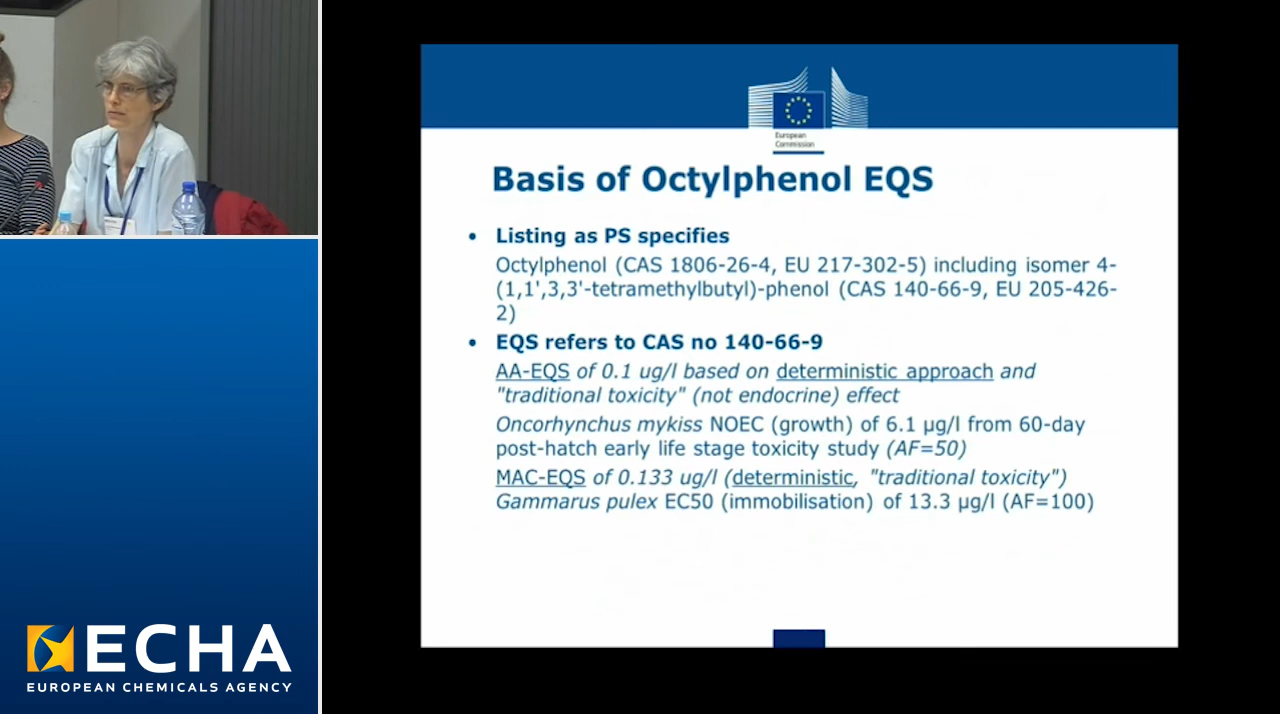 European
Commission
Basis of Octylphenol EQS
• Listing as PS specifies
Octylphenol (CAS 1806-26-4, EU 217-302-5) including isomer 4-
(1,1',3,3'-tetramethylbutyl)-phenol (CAS 140-66-9, EU 205-426-
2)
• EQS refers to CAS no 140-66-9
AA-EQS of 0.1 ug/l based on deterministic approach and
"traditional toxicity" (not endocrine) effect
Oncorhynchus mykiss NOEC (growth) of 6.1 µg/l from 60-day
post-hatch early life stage toxicity study (AF=50)
MAC-EQS of 0.133 ug/l (deterministic, "traditional toxicity")
Gammarus pulex EC50 (immobilisation) of 13.3 µg/l (AF=100)
ECHA
EUROPEAN CHEMICALS AGENCY